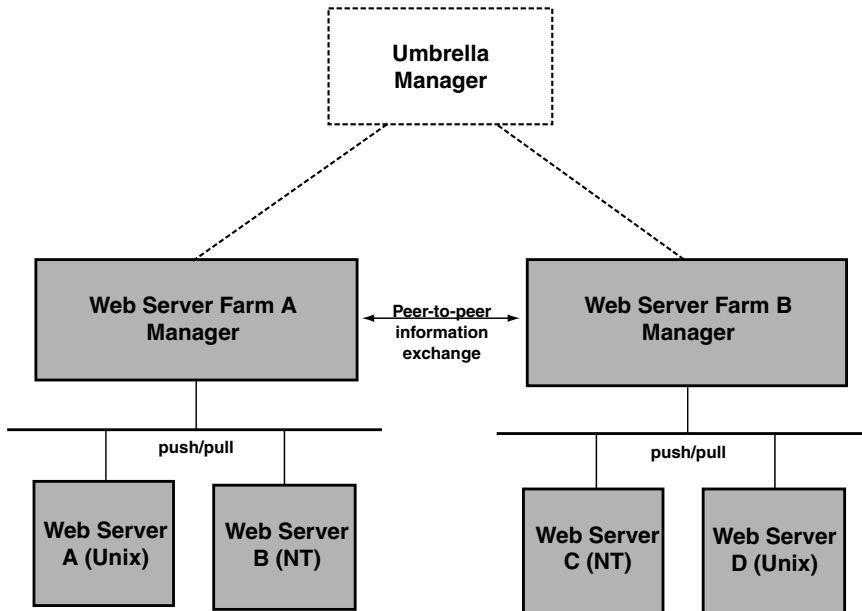 Umbrella
Manager
Web Server Farm A
Manager
Peer-to-peer
information
exchange
Web Server Farm B
Manager
push/pull
push/pull
Web Server
A (Unix)
Web Server
B (NT)
Web Server
C (NT)
Web Server
D (Unix)